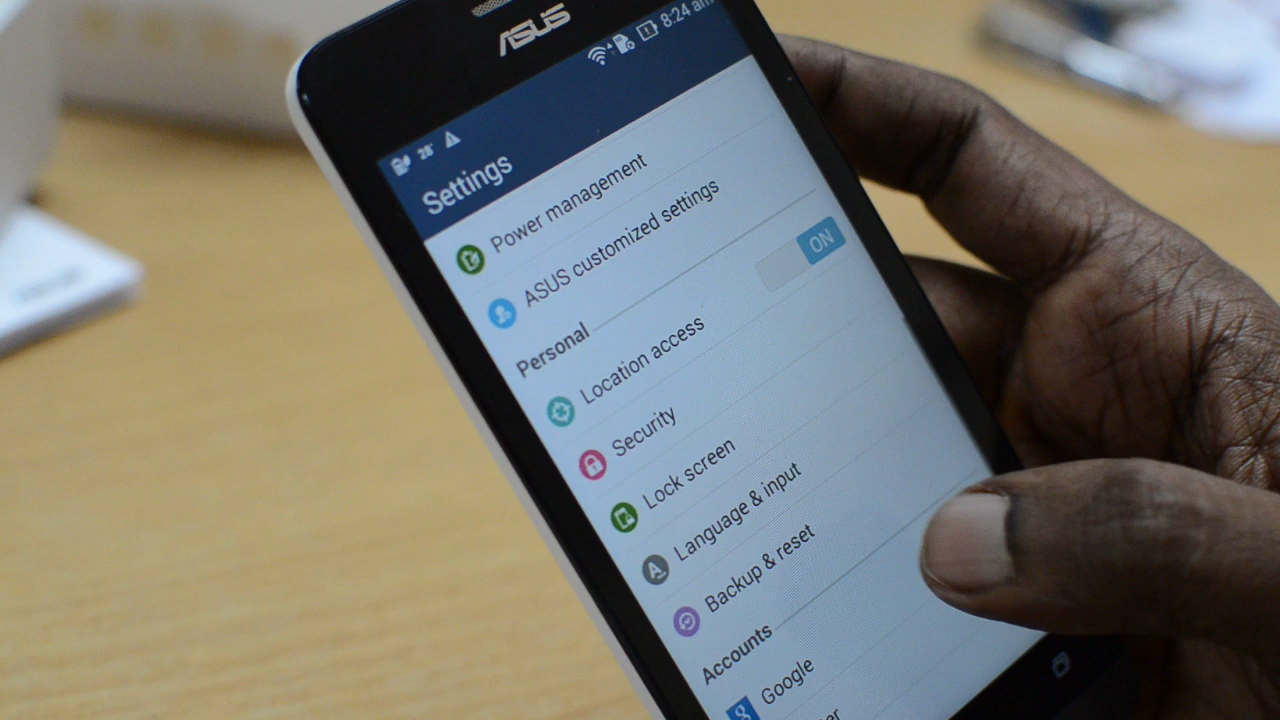 ASUS
8:24 am
28°
Settings
Power management
ASUS customized settings
Personal
ON
Location access
Security
Lock screen
Language & input
Backup & reset
Accounts
Google